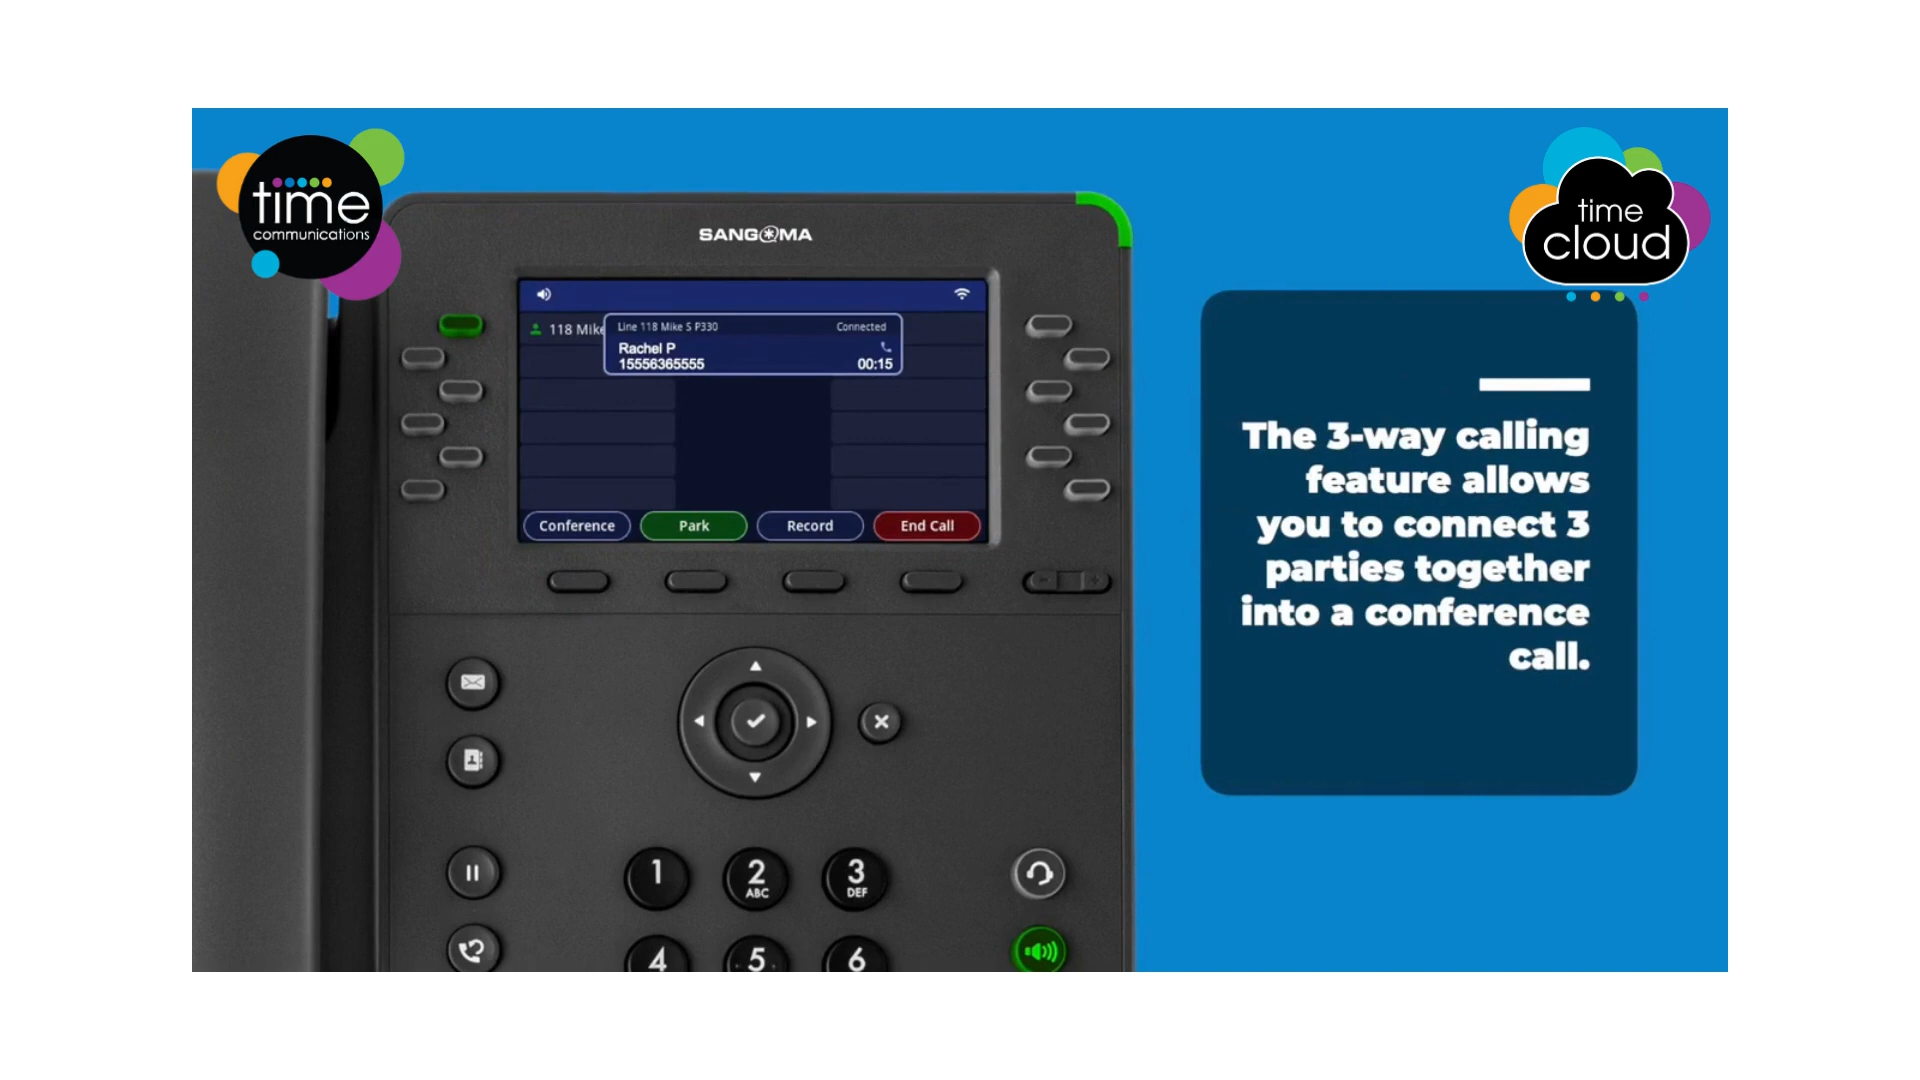 time
communications
time
cloud
SANGOMA
118 Mike
Line 118 Mike S P330
Connected
Rachel P
15556365555
00:15
Conference
Park
Record
End Call
The 3-way calling
feature allows
you to connect 3
parties together
into a conference
call.
1
2
ABC
3
DEF
4
5
6